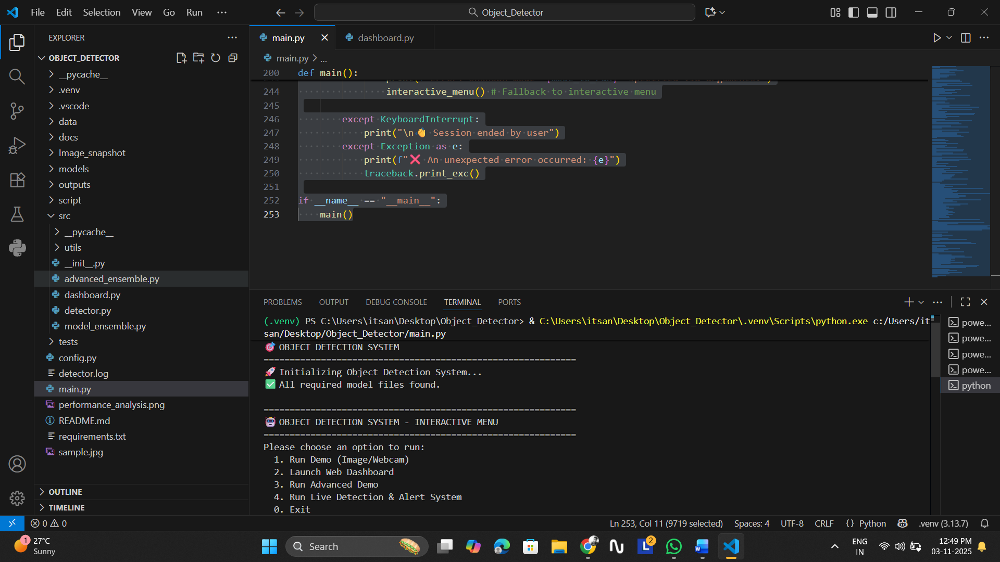 File Edit Selection View Go Run ···
Object_Detector
EXPLORER
OBJECT_DETECTOR
__pycache__
.venv
.vscode
data
docs
Image_snapshot
models
outputs
script
src
__pycache__
utils
__init__.py
advanced_ensemble.py
dashboard.py
detector.py
model_ensemble.py
tests
config.py
detector.log
main.py
performance_analysis.png
README.md
requirements.txt
sample.jpg
OUTLINE
TIMELINE
main.py dashboard.py
main.py > ...
200 def main():
244 interactive_menu() # Fallback to interactive menu
245
246 except KeyboardInterrupt:
247 print("\n👋 Session ended by user")
248 except Exception as e:
249 print(f"❌ An unexpected error occurred: {e}")
250 traceback.print_exc()
251
252 if __name__ == "__main__":
253 main()
PROBLEMS OUTPUT DEBUG CONSOLE TERMINAL PORTS
(.venv) PS C:\Users\itsan\Desktop\Object_Detector> & C:\Users\itsan\Desktop\Object_Detector\.venv\Scripts\python.exe c:/Users/it
san/Desktop/Object_Detector/main.py
🎯 OBJECT DETECTION SYSTEM
============================================================
🚀 Initializing Object Detection System...
✅ All required model files found.
============================================================
🤖 OBJECT DETECTION SYSTEM - INTERACTIVE MENU
============================================================
Please choose an option to run:
1. Run Demo (Image/Webcam)
2. Launch Web Dashboard
3. Run Advanced Demo
4. Run Live Detection & Alert System
0. Exit
powe...
powe...
powe...
powe...
python
0 0 Ln 253, Col 11 (9719 selected) Spaces: 4 UTF-8 CRLF {} Python .venv (3.13.7)
1
27°C
Sunny
Search
2
ENG
IN
12:49 PM
03-11-2025